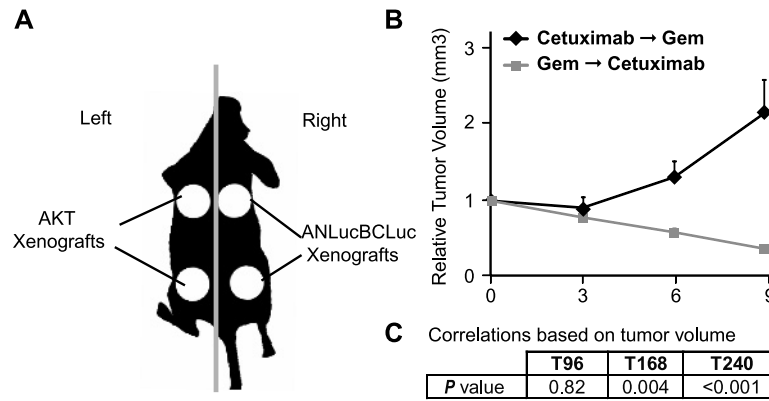 A
Left
Right
AKT
Xenografts
ANLucBCLuc
Xenografts
B
Cetuximab → Gem
Gem → Cetuximab
Relative Tumor Volume (mm3)
3
2
1
0
0 3 6 9
C Correlations based on tumor volume
T96 T168 T240
P value 0.82 0.004 <0.001